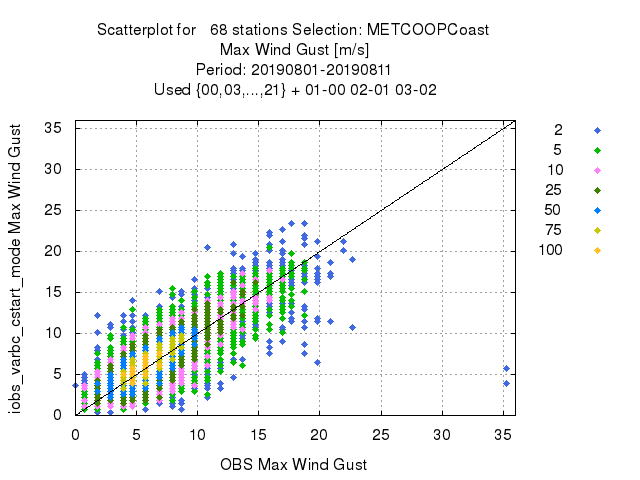 Scatterplot for 68 stations Selection: METCOOPCoast
Max Wind Gust [m/s]
Period: 20190801-20190811
Used {00,03,...,21} + 01-00 02-01 03-02
iobs_varbc_cstart_mode Max Wind Gust
35
30
25
20
15
10
5
0
0 5 10 15 20 25 30 35
OBS Max Wind Gust
2
5
10
25
50
75
100